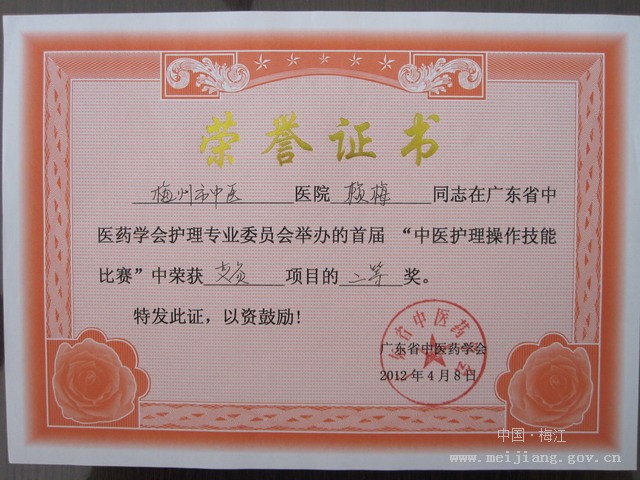 荣誉证书
梅州市中医医院 赖梅 同志在广东省中
医药学会护理专业委员会举办的首届 “中医护理操作技能
比赛”中荣获 项目的 二等 奖。
特发此证，以资鼓励！
省中医药
广东省中医药学会
2012年4月8日
中国·梅江
www.meijiang.gov.cn